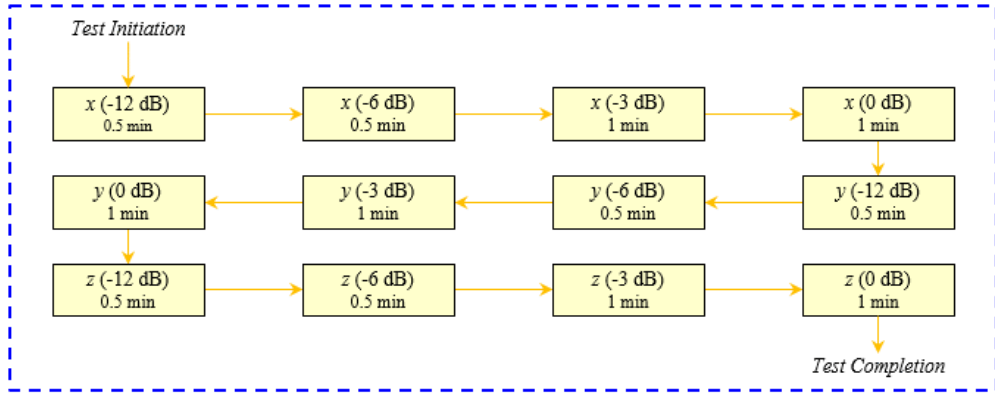 Test Initiation
x (-12 dB)
0.5 min
x (-6 dB)
0.5 min
x (-3 dB)
1 min
x (0 dB)
1 min
y (0 dB)
1 min
y (-3 dB)
1 min
y (-6 dB)
0.5 min
y (-12 dB)
0.5 min
z (-12 dB)
0.5 min
z (-6 dB)
0.5 min
z (-3 dB)
1 min
z (0 dB)
1 min
Test Completion